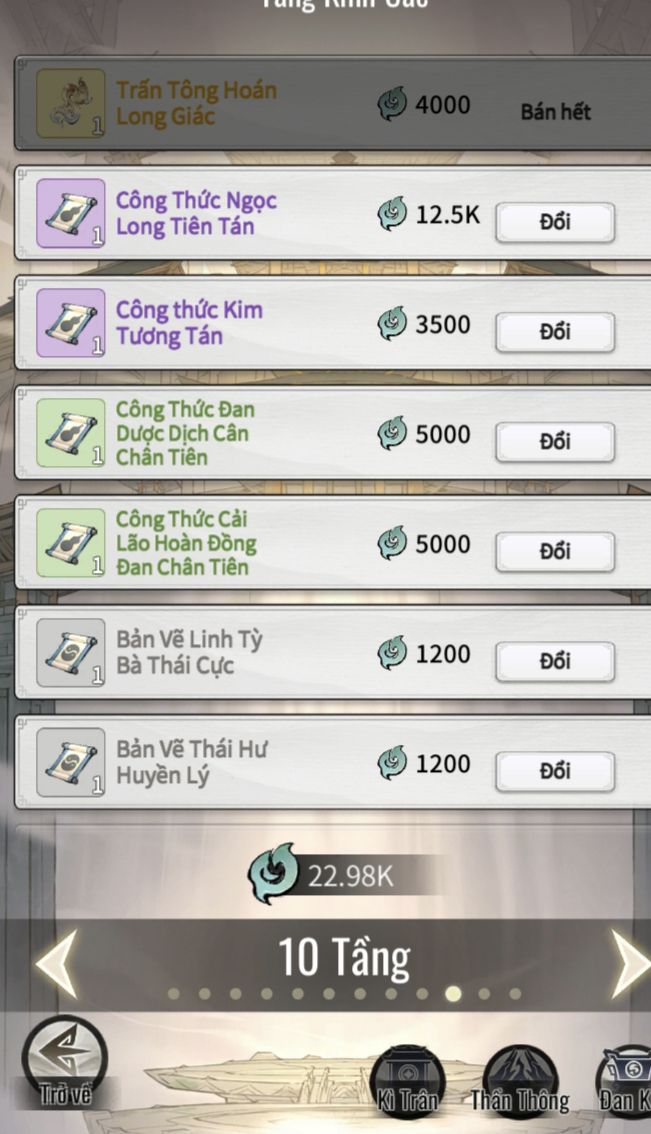 Tàng Kinh Các
Trấn Tông Hoán
Long Giác
1
4000
Bán hết
Công Thức Ngọc
Long Tiên Tán
1
12.5K
Đổi
Công thức Kim
Tương Tán
1
3500
Đổi
Công Thức Đan
Dược Dịch Cân
Chân Tiên
1
5000
Đổi
Công Thức Cải
Lão Hoàn Đồng
Đan Chân Tiên
1
5000
Đổi
Bản Vẽ Linh Tỳ
Bà Thái Cực
1
1200
Đổi
Bản Vẽ Thái Hư
Huyền Lý
1
1200
Đổi
22.98K
10 Tầng
Trở về
Kì Trân
Thần Thông
Đan K